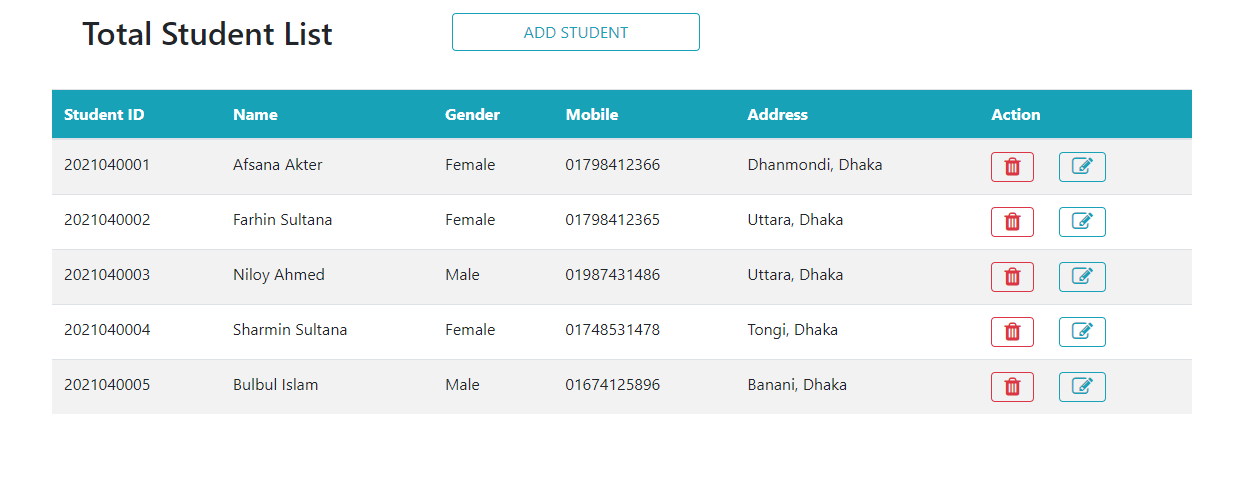 Total Student List ADD STUDENT
Student ID Name Gender Mobile Address Action
2021040001 Afsana Akter Female 01798412366 Dhanmondi, Dhaka
2021040002 Farhin Sultana Female 01798412365 Uttara, Dhaka
2021040003 Niloy Ahmed Male 01987431486 Uttara, Dhaka
2021040004 Sharmin Sultana Female 01748531478 Tongi, Dhaka
2021040005 Bulbul Islam Male 01674125896 Banani, Dhaka